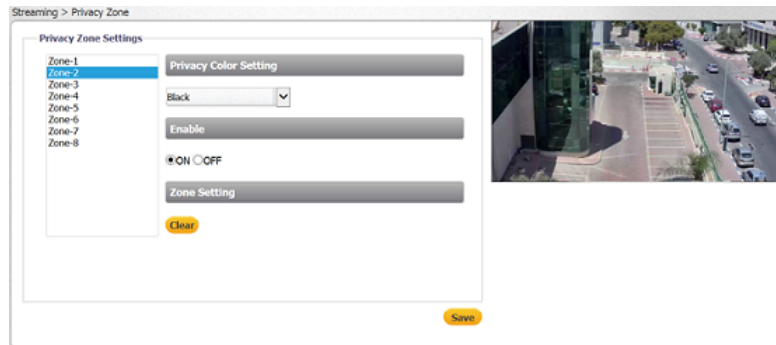 Streaming > Privacy Zone
Privacy Zone Settings
Zone-1
Zone-2
Zone-3
Zone-4
Zone-5
Zone-6
Zone-7
Zone-8
Privacy Color Setting
Black
Enable
ON OFF
Zone Setting
Clear
Save